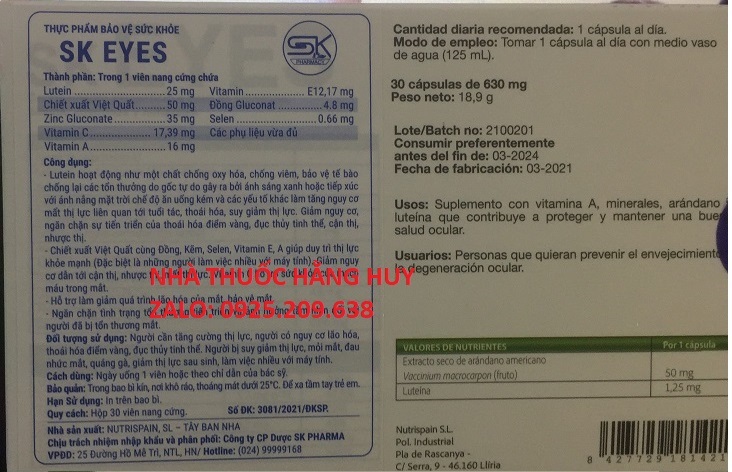 THỰC PHẨM BẢO VỆ SỨC KHỎE
SK EYES
SK
PHARMACY
Thành phần: Trong 1 viên nang cứng chứa
Lutein 25 mg
Chiết xuất Việt Quất 50 mg
Zinc Gluconate 35 mg
Vitamin C 17,39 mg
Vitamin A 16 mg
Vitamin E12,17 mg
Đồng Gluconat 4.8 mg
Selen 0.66 mg
Các phụ liệu vừa đủ
Công dụng:
- Lutein hoạt động như một chất chống oxy hóa, chống viêm, bảo vệ tế bào
chống lại các tổn thương do gốc tự do gây ra bởi ánh sáng xanh hoặc tiếp xúc
với ánh nắng mặt trời chế độ ăn uống kém và các yếu tố khác làm tăng nguy cơ
mất thị lực liên quan tới tuổi tác, thoái hóa, suy giảm thị lực. Giảm nguy cơ,
ngăn chặn sự tiến triển của thoái hóa điểm vàng, đục thủy tinh thể, cận thị,
nhược thị.
- Chiết xuất Việt Quất cùng Đồng, Kẽm, Selen, Vitamin E, A giúp duy trì thị lực
khỏe mạnh (Đặc biệt là những người làm việc nhiều với máy tính). Giảm nguy
cơ dẫn tới cận thị, nhược
máu trong mắt.
- Hỗ trợ làm giảm quá trình lão hóa của mắt, bảo vệ mắt.
- Ngăn chặn tình trạng
người đã bị tổn thương mắt.
Đối tượng sử dụng: Người cần tăng cường thị lực, người có nguy cơ lão hóa,
thoái hóa điểm vàng, đục thủy tinh thể. Người bị suy giảm thị lực, mỏi mắt, đau
nhức mắt, quáng gà, giảm thị lực sau sinh, làm việc nhiều với máy tính.
Cách dùng: Ngày uống 1 viên hoặc theo chỉ dẫn của bác sỹ.
Bảo quản: Trong bao bì kín, nơi khô ráo, thoáng mát dưới 25°C. Để xa tầm tay trẻ em.
Hạn Sử Dụng: In trên bao bì.
Quy cách: Hộp 30 viên nang cứng. Số ĐK: 3081/2021/ĐKSP.
Nhà sản xuất: NUTRISPAIN, SL – TÂY BAN NHA
Chịu trách nhiệm nhập khẩu và phân phối: Công ty CP Dược SK PHARMA
VPĐD: 25 Đường Hồ Mễ Trì, NTL, HN/ Hotline: (024) 99999168
NHÀ THUỐC HẰNG HUY
ZALO: 0925.209.638
Cantidad diaria recomendada: 1 cápsula al día.
Modo de empleo: Tomar 1 cápsula al día con medio vaso
de agua (125 mL).
30 cápsulas de 630 mg
Peso neto: 18,9 g
Lote/Batch no: 2100201
Consumir preferentemente
antes del fin de: 03-2024
Fecha de fabricación: 03-2021
Usos: Suplemento con vitamina A, minerales, arándano
luteína que contribuye a proteger y mantener una bue
salud ocular.
Usuarios: Personas que quieran prevenir el envejecimient
la degeneración ocular.
VALORES DE NUTRIENTES Por 1 cápsula
Extracto seco de arándano americano
Vaccinium macrocarpon (fruto) 50 mg
Luteína 1,25 mg
Nutrispain S.L.
Pol. Industrial
Pla de Rascanya -
C/ Serra, 9 - 46.160 Llíria
8 427729 181421